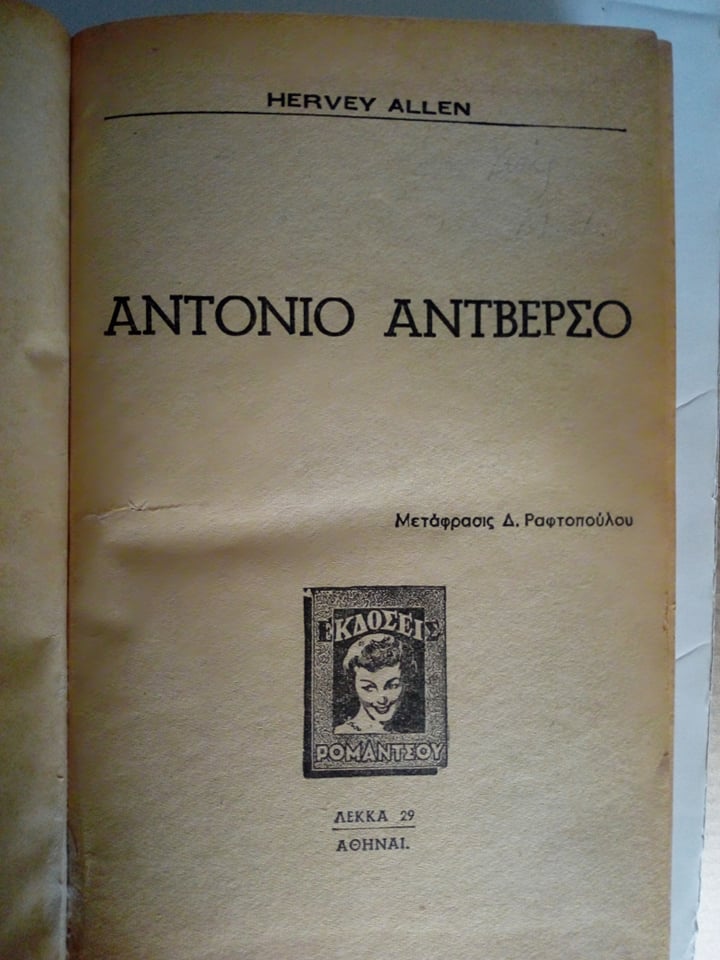 HERVEY ALLEN
ΑΝΤΟΝΙΟ ΑΝΤΒΕΡΣΟ
Μετάφρασις Δ. Ραφτοπούλου
ΕΚΔΟΣΕΙΣ
ΡΟΜΑΝΤΣΟΥ
ΛΕΚΚΑ 29
ΑΘΗΝΑΙ.